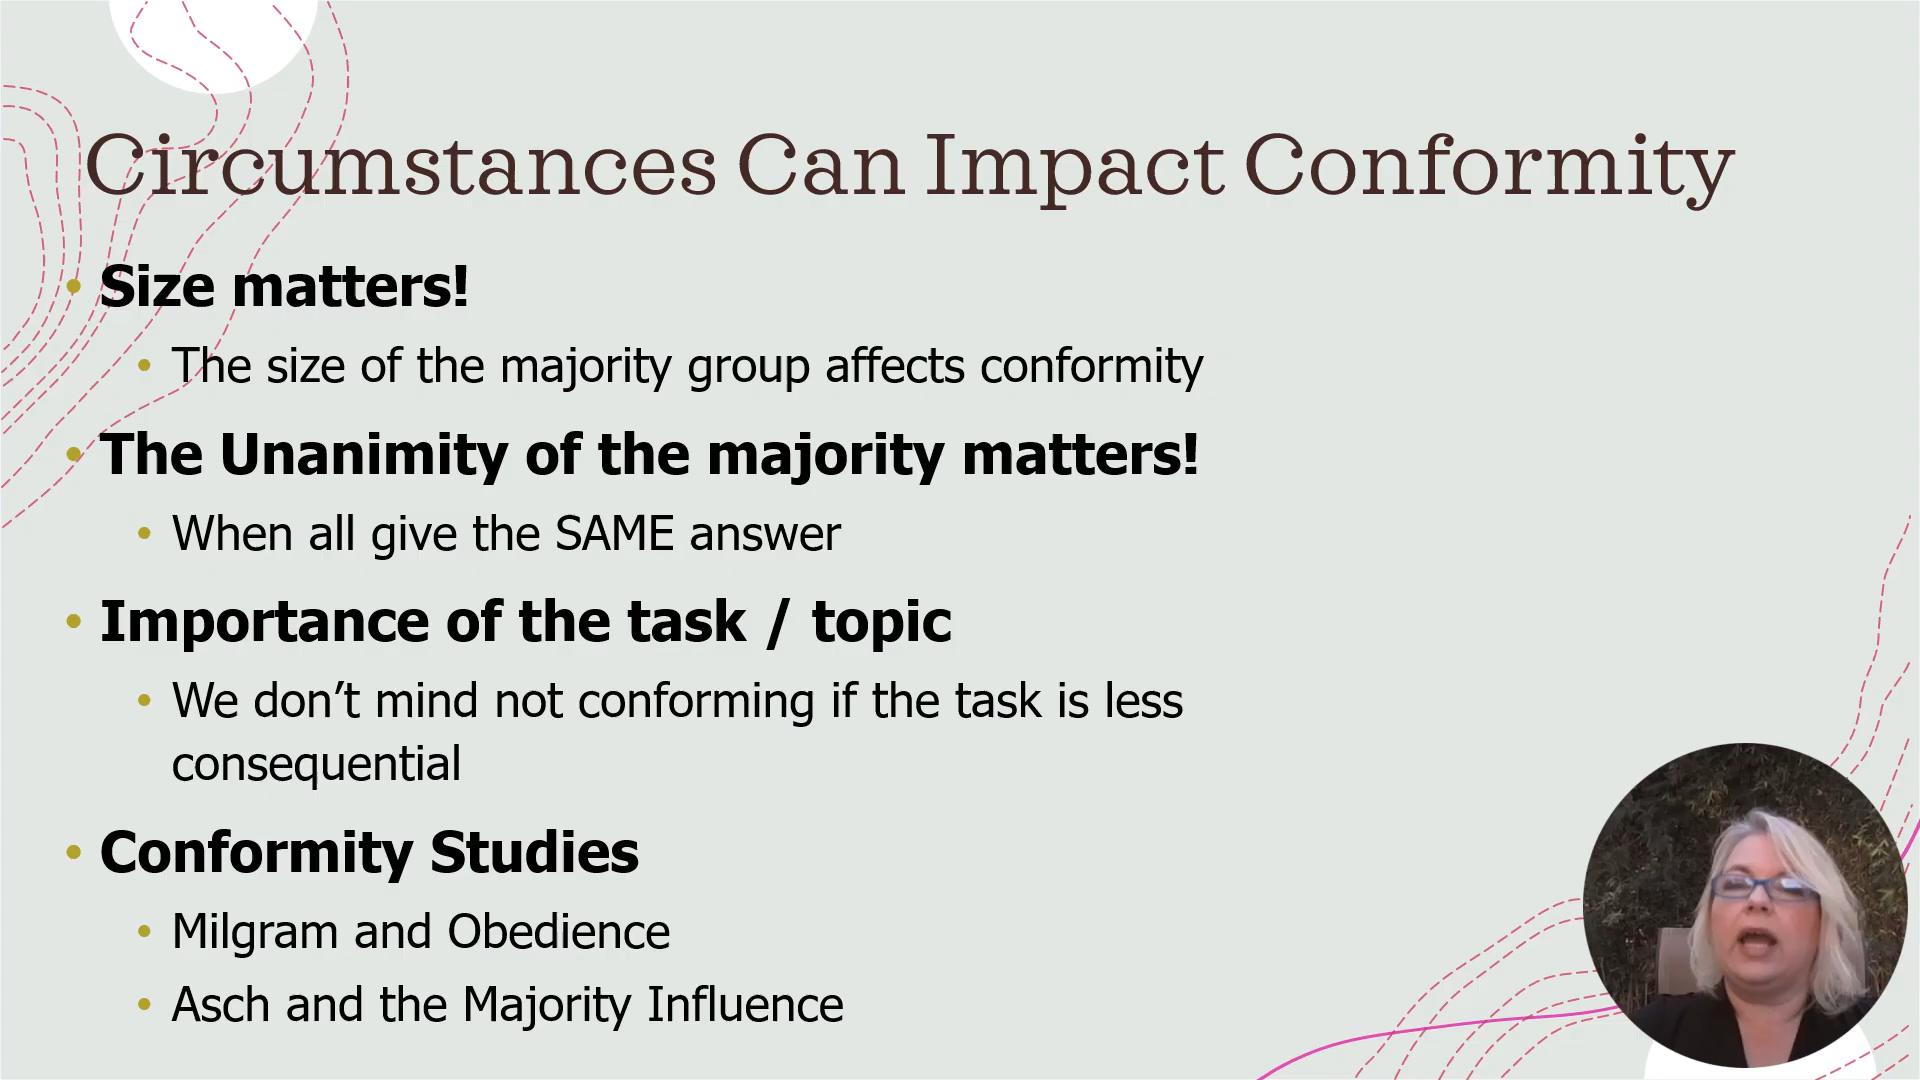 Circumstances Can Impact Conformity
• Size matters!
• The size of the majority group affects conformity
• The Unanimity of the majority matters!
• When all give the SAME answer
• Importance of the task / topic
• We don’t mind not conforming if the task is less
consequential
• Conformity Studies
• Milgram and Obedience
• Asch and the Majority Influence